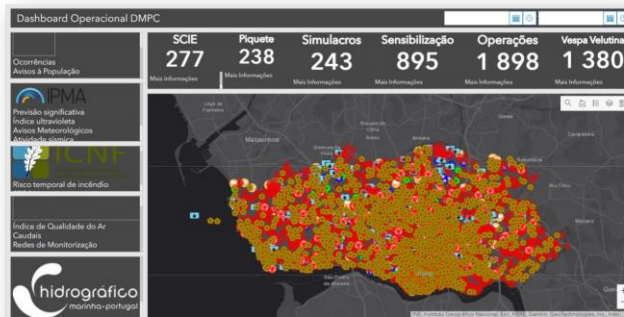 Dashboard Operacional DMPC
SCIE
277
Mais Informações
Piquete
238
Mais Informações
Simulacros
243
Mais Informações
Sensibilização
895
Mais Informações
Operações
1 898
Mais Informações
Vespa Velutina
1 380
Mais Informações
Ocorrências
Avisos à População
IPMA
Previsão significativa
Índice ultravioleta
Avisos Meteorológicos
Atividade sísmica
ICNF
Risco temporal de incêndio
Índice de Qualidade do Ar
Caudais
Redes de Monitorização
hidrográfico
marinha-portugal
Matosinhos